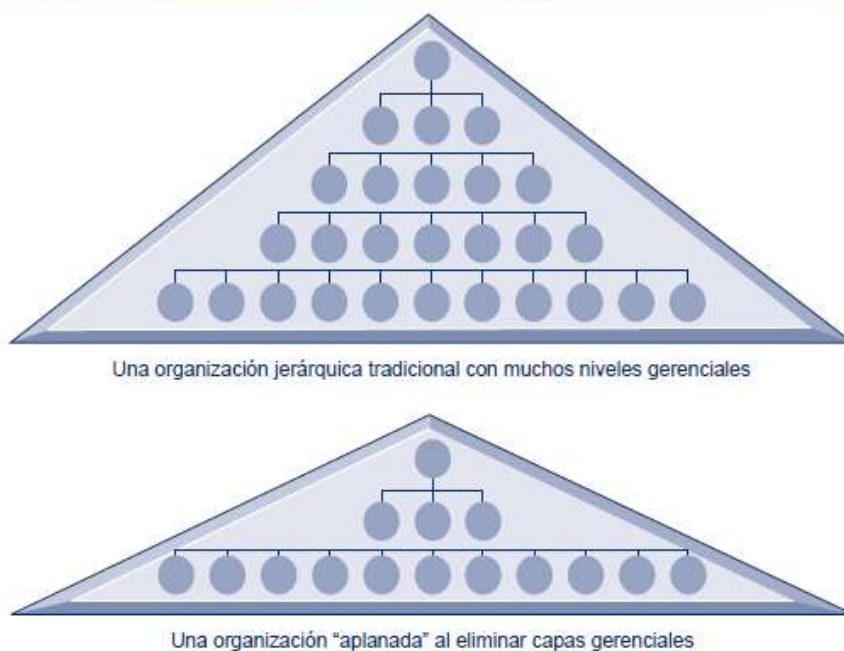 Una organización jerárquica tradicional con muchos niveles gerenciales
Una organización “aplanada” al eliminar capas gerenciales